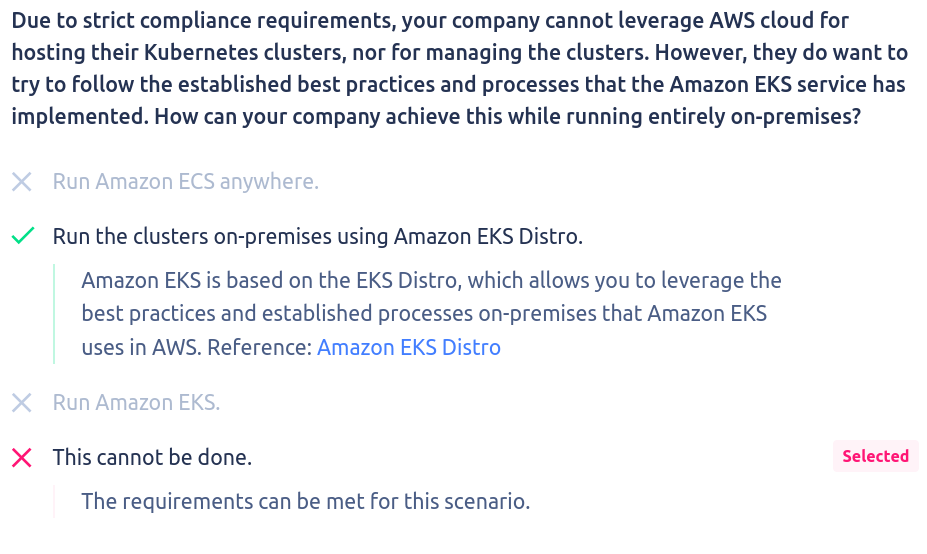 Due to strict compliance requirements, your company cannot leverage AWS cloud for
hosting their Kubernetes clusters, nor for managing the clusters. However, they do want to
try to follow the established best practices and processes that the Amazon EKS service has
implemented. How can your company achieve this while running entirely on-premises?
Run Amazon ECS anywhere.
Run the clusters on-premises using Amazon EKS Distro.
Amazon EKS is based on the EKS Distro, which allows you to leverage the
best practices and established processes on-premises that Amazon EKS
uses in AWS. Reference: Amazon EKS Distro
Run Amazon EKS.
This cannot be done.
Selected
The requirements can be met for this scenario.